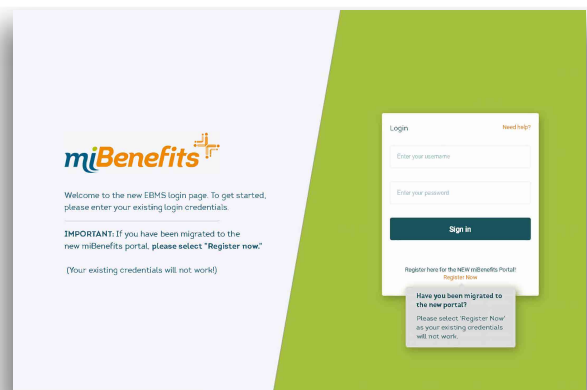 miBenefits
Welcome to the new EBMS login page. To get started,
please enter your existing login credentials.
IMPORTANT: If you have been migrated to the
new miBenefits portal, please select "Register now."
(Your existing credentials will not work!)
Login
Need help?
Enter your username
Enter your password
Sign in
Register here for the NEW miBenefits Portal!
Register Now
Have you been migrated to
the new portal?
Please select 'Register Now'
as your existing credentials
will not work.